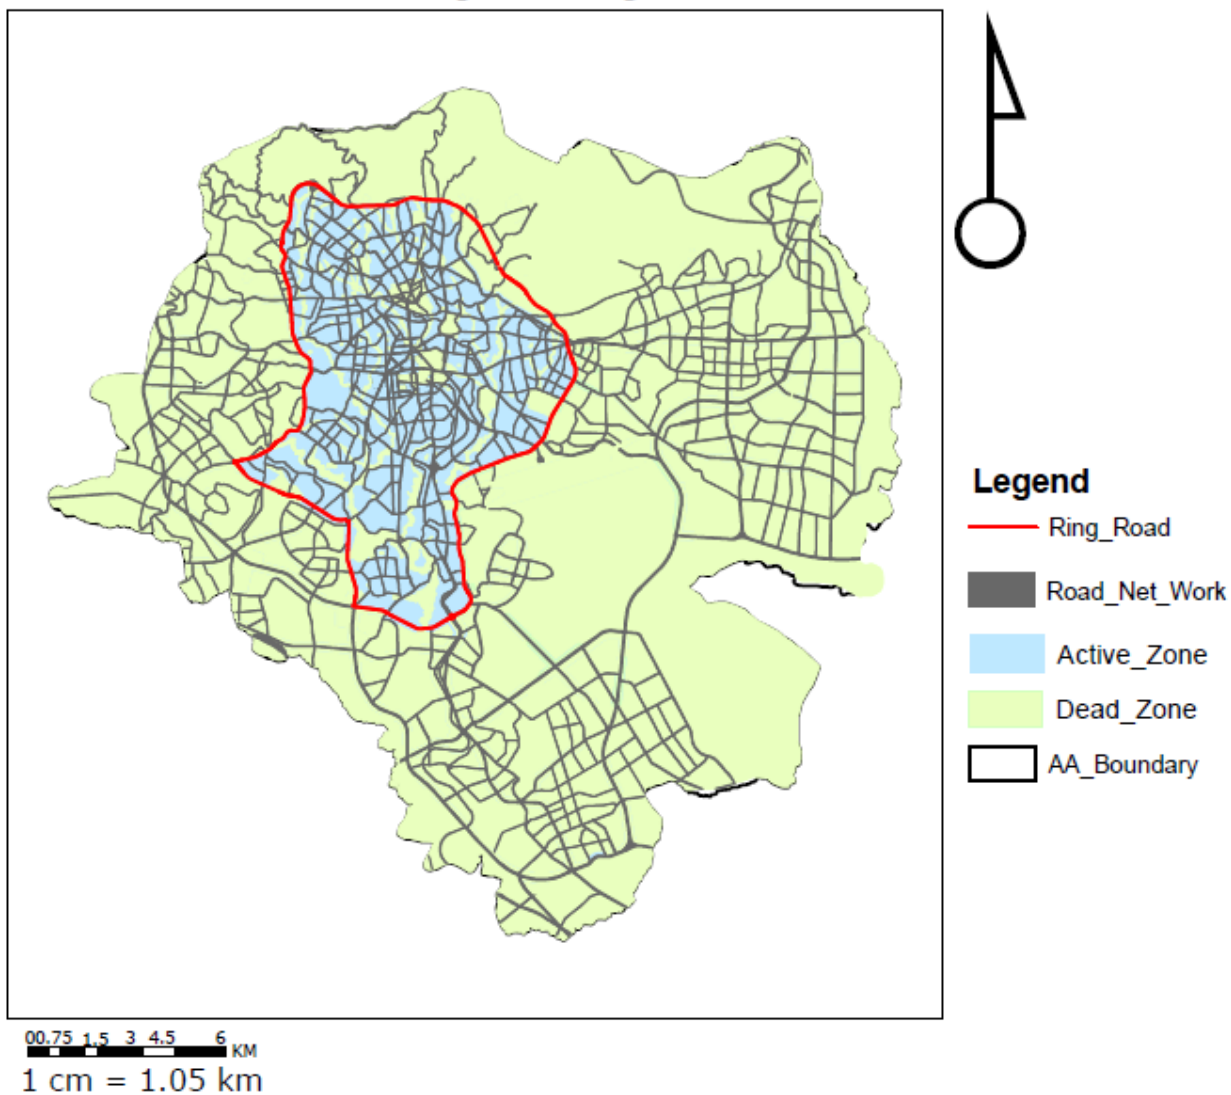 Legend
Ring_Road
Road_Net_Work
Active_Zone
Dead_Zone
AA_Boundary
00.75 1.5 3 4.5 6
KM
1 cm = 1.05 km